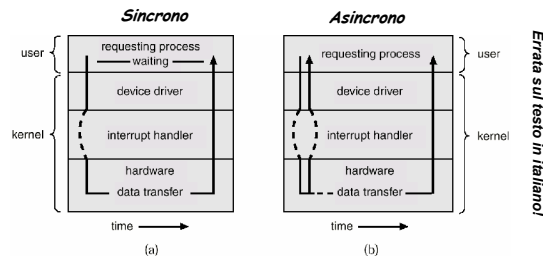 Sincrono
user
requesting process
waiting
device driver
kernel
interrupt handler
hardware
data transfer
time
(a)
Asincrono
requesting process
user
device driver
interrupt handler
kernel
hardware
data transfer
time
(b)
Errata sul testo in italiano!